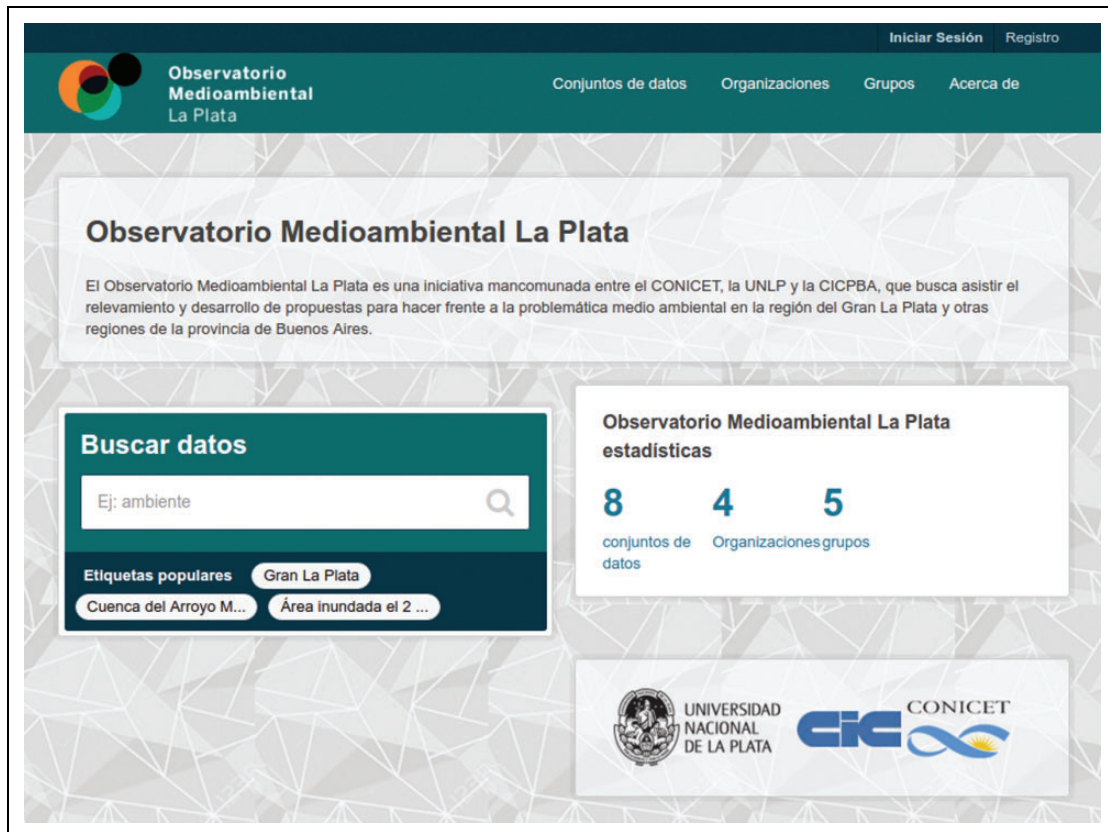 Iniciar Sesión Registro
Observatorio
Medioambiental
La Plata
Conjuntos de datos Organizaciones Grupos Acerca de
Observatorio Medioambiental La Plata
El Observatorio Medioambiental La Plata es una iniciativa mancomunada entre el CONICET, la UNLP y la CICPBA, que busca asistir el
relevamiento y desarrollo de propuestas para hacer frente a la problemática medio ambiental en la región del Gran La Plata y otras
regiones de la provincia de Buenos Aires.
Buscar datos
Ej: ambiente
Etiquetas populares Gran La Plata
Cuenca del Arroyo M... Área inundada el 2 ...
Observatorio Medioambiental La Plata
estadísticas
8 4 5
conjuntos de Organizaciones grupos
datos
UNIVERSIDAD
NACIONAL
DE LA PLATA
CIC
CONICET